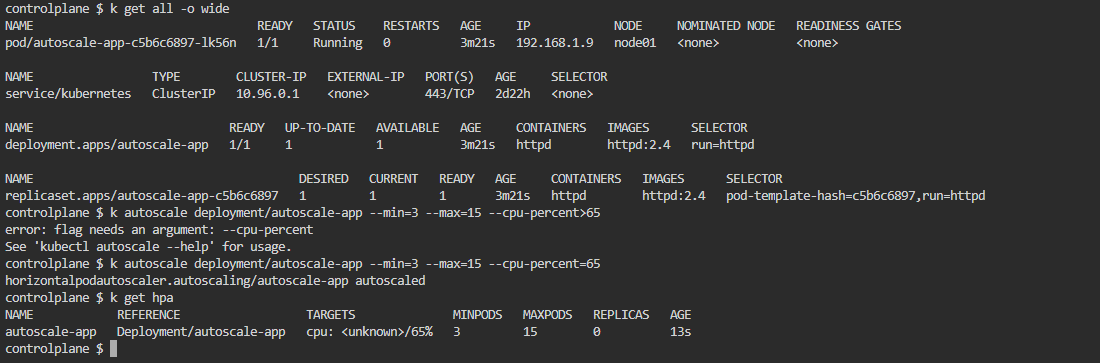 controlplane $ k get all -o wide
NAME                               READY   STATUS    RESTARTS   AGE     IP            NODE     NOMINATED NODE   READINESS GATES
pod/autoscale-app-c5b6c6897-lk56n   1/1     Running   0          3m21s   192.168.1.9   node01   <none>           <none>

NAME                 TYPE        CLUSTER-IP   EXTERNAL-IP   PORT(S)   AGE     SELECTOR
service/kubernetes   ClusterIP   10.96.0.1    <none>        443/TCP   2d22h   <none>

NAME                            READY   UP-TO-DATE   AVAILABLE   AGE     CONTAINERS   IMAGES      SELECTOR
deployment.apps/autoscale-app   1/1     1            1           3m21s   httpd        httpd:2.4   run=httpd

NAME                                      DESIRED   CURRENT   READY   AGE     CONTAINERS   IMAGES      SELECTOR
replicaset.apps/autoscale-app-c5b6c6897   1         1         1       3m21s   httpd        httpd:2.4   pod-template-hash=c5b6c6897,run=httpd
controlplane $ k autoscale deployment/autoscale-app --min=3 --max=15 --cpu-percent>65
error: flag needs an argument: --cpu-percent
See 'kubectl autoscale --help' for usage.
controlplane $ k autoscale deployment/autoscale-app --min=3 --max=15 --cpu-percent=65
horizontalpodautoscaler.autoscaling/autoscale-app autoscaled
controlplane $ k get hpa
NAME            REFERENCE                  TARGETS              MINPODS   MAXPODS   REPLICAS   AGE
autoscale-app   Deployment/autoscale-app   cpu: <unknown>/65%   3         15        0          13s
controlplane $